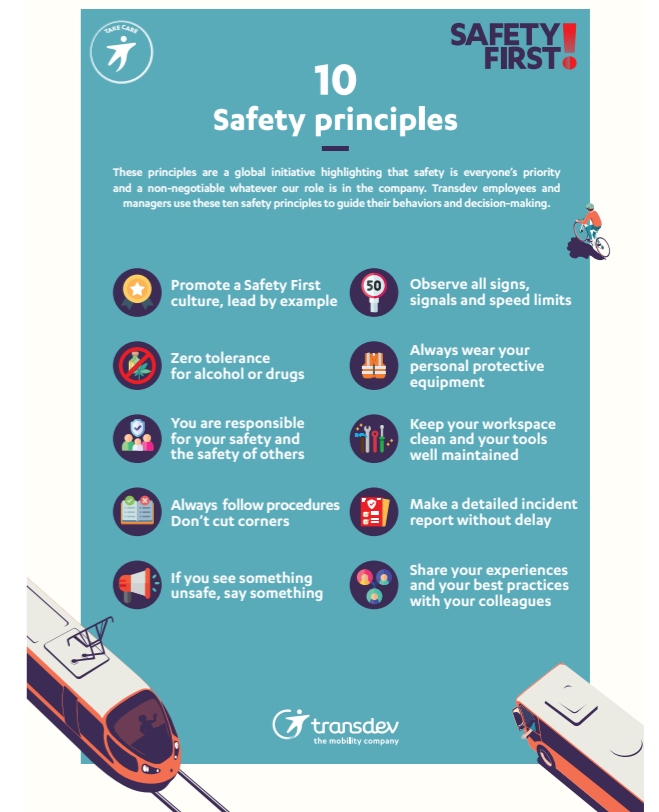 TAKE CARE
SAFETY
FIRST!
10
Safety principles
These principles are a global initiative highlighting that safety is everyone's priority
and a non-negotiable whatever our role is in the company. Transdev employees and
managers use these ten safety principles to guide their behaviors and decision-making.
Promote a Safety First
culture, lead by example
Zero tolerance
for alcohol or drugs
You are responsible
for your safety and
the safety of others
Always follow procedures
Don't cut corners
If you see something
unsafe, say something
50
Observe all signs,
signals and speed limits
Always wear your
personal protective
equipment
Keep your workspace
clean and your tools
well maintained
Make a detailed incident
report without delay
Share your experiences
and your best practices
with your colleagues
transdev
the mobility company